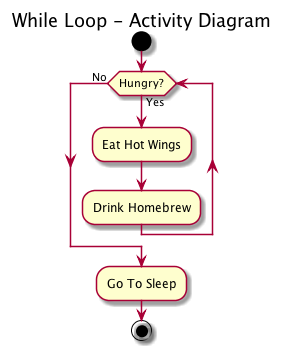 While Loop - Activity Diagram
Hungry?
No
Yes
Eat Hot Wings
Drink Homebrew
Go To Sleep